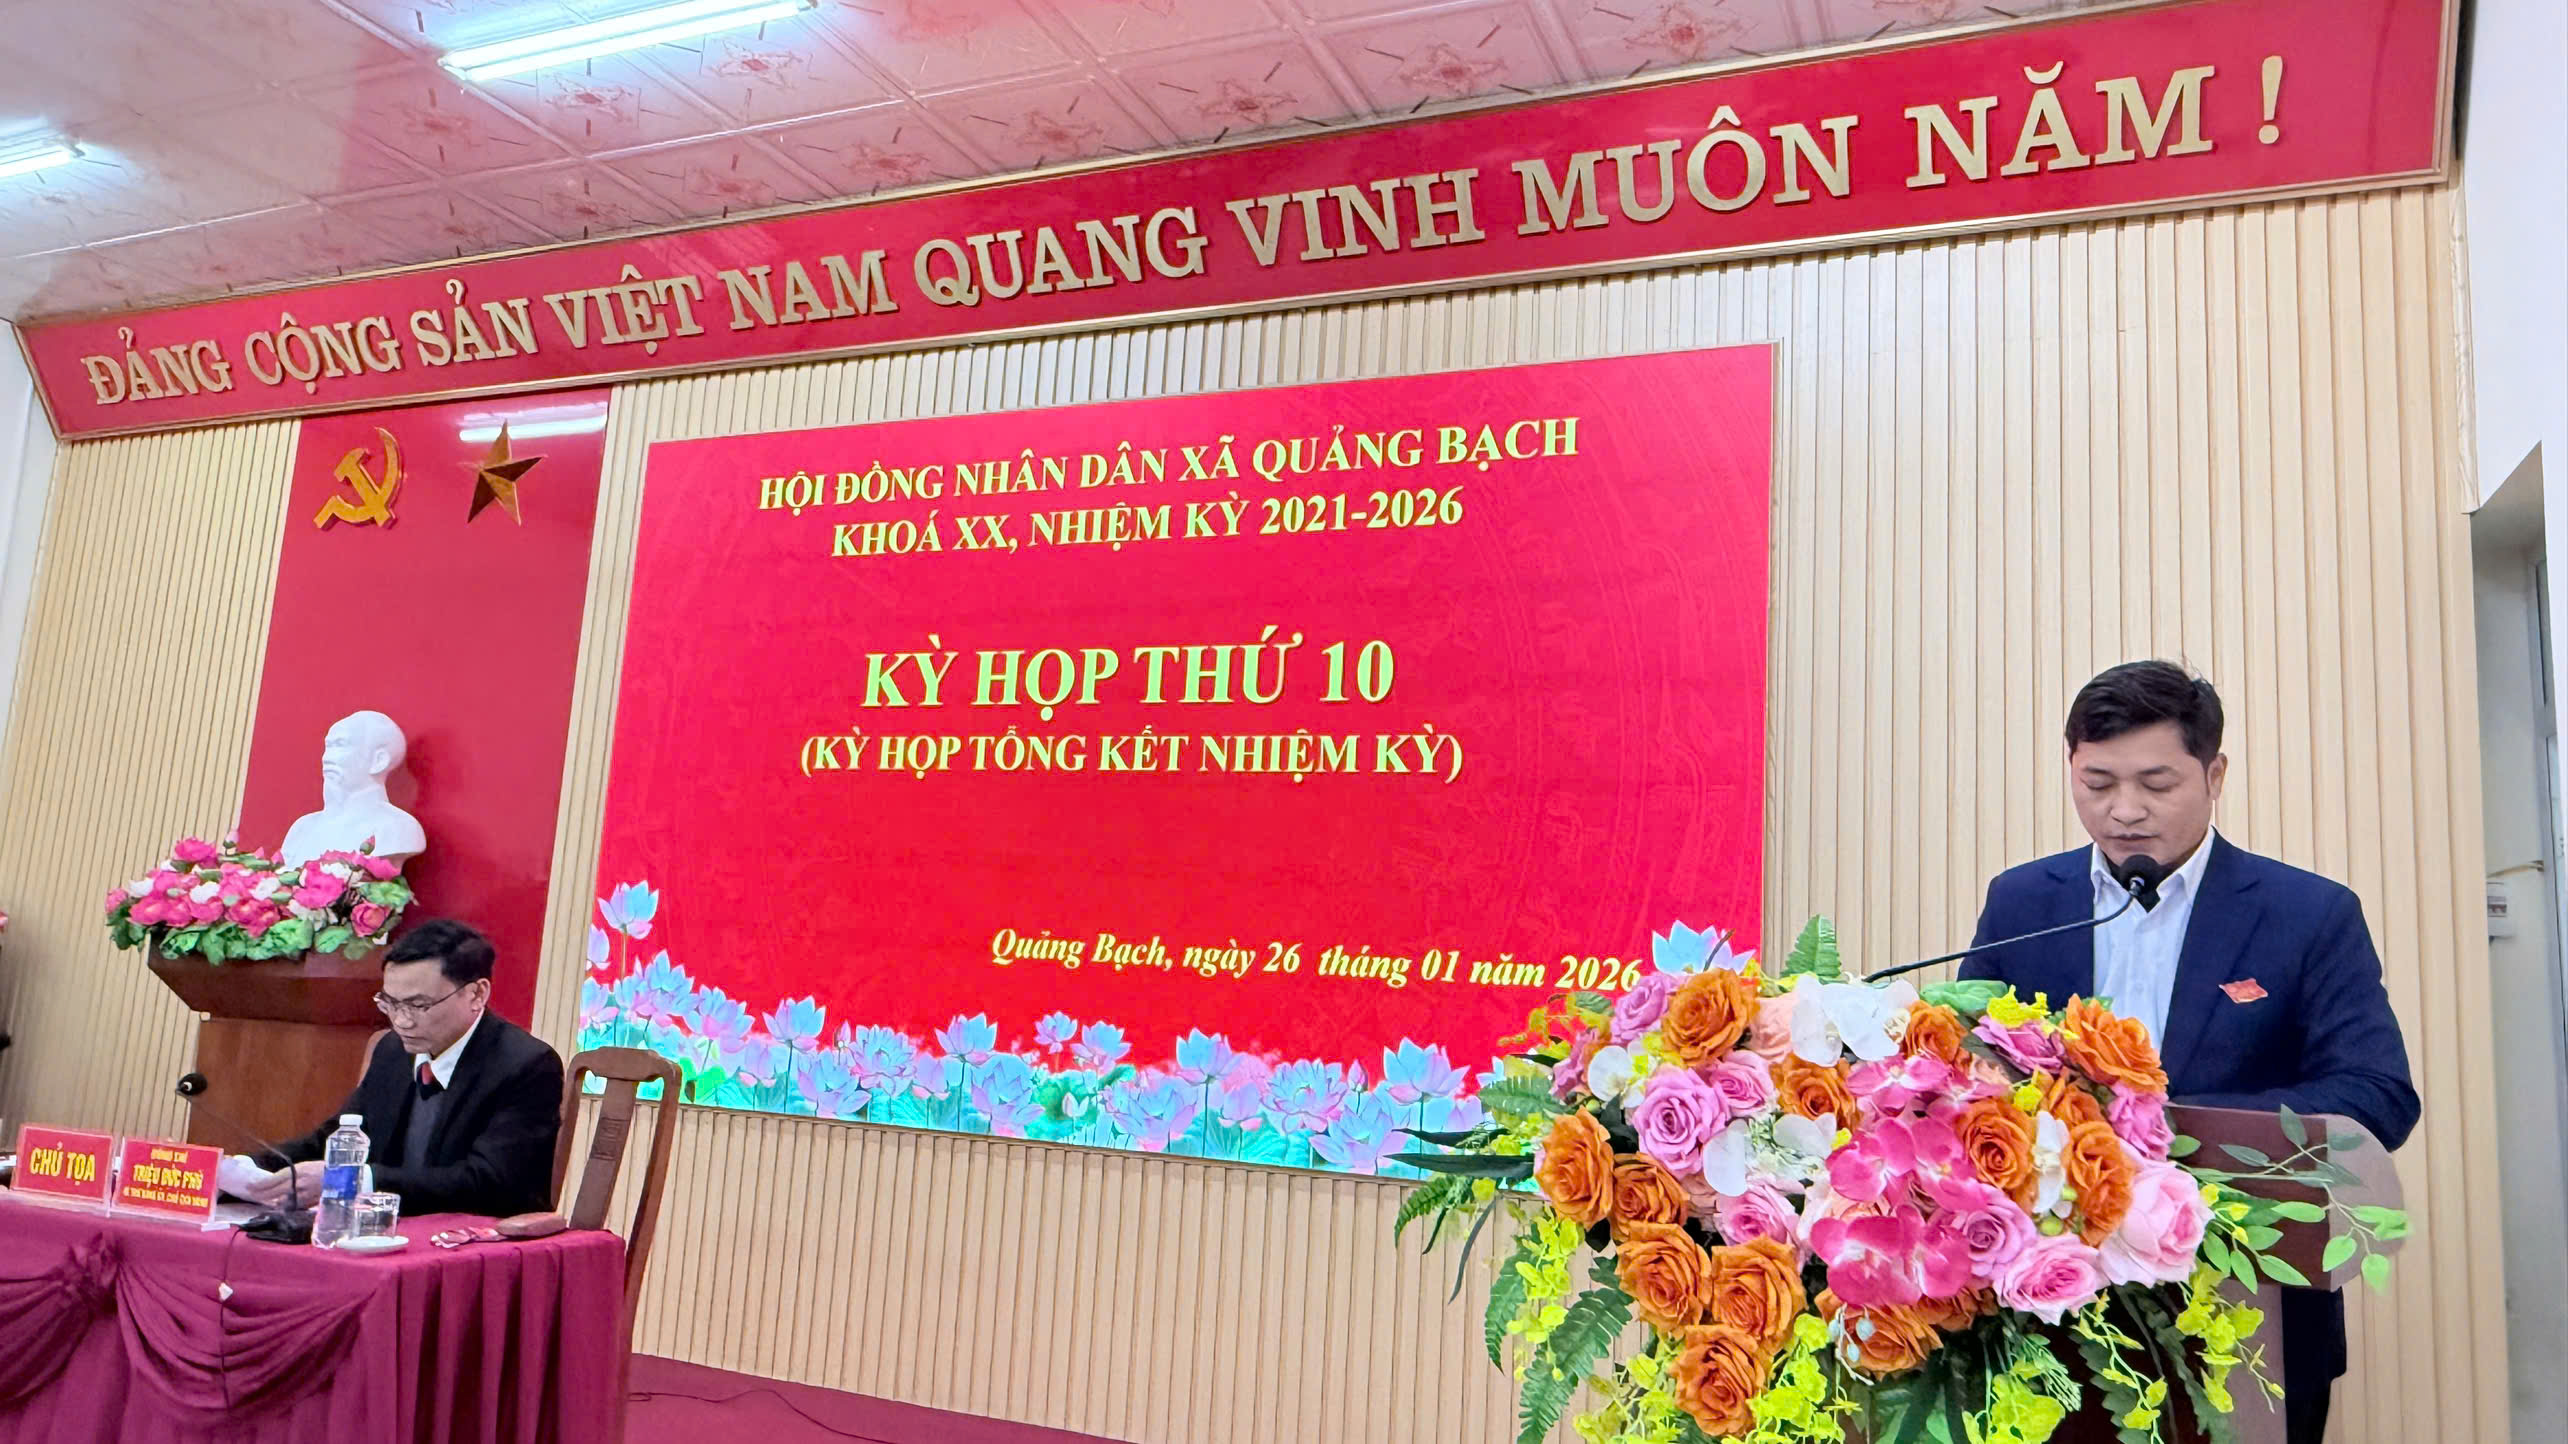 ĐẢNG CỘNG SẢN VIỆT NAM QUANG VINH MUÔN NĂM !
HỘI ĐỒNG NHÂN DÂN XÃ QUẢNG BẠCH
KHOÁ XX, NHIỆM KỲ 2021-2026
KỲ HỌP THỨ 10
(KỲ HỌP TỔNG KẾT NHIỆM KỲ)
Quảng Bạch, ngày 26 tháng 01 năm 2026
CHỦ TỌA
ĐỒNG CHÍ
TRIỆU ĐỨC PHÚ